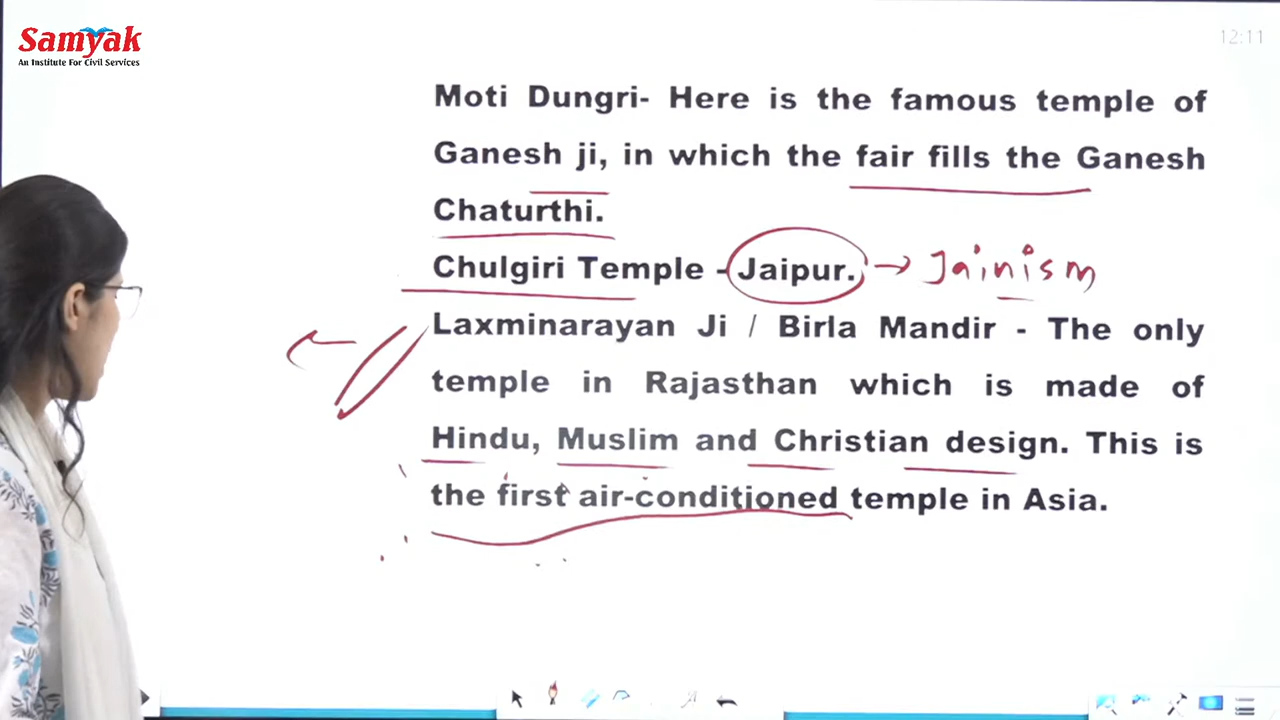 Samyak
An Institute For Civil Services
12:11
Moti Dungri- Here is the famous temple of
Ganesh ji, in which the fair fills the Ganesh
Chaturthi.
Chulgiri Temple - Jaipur. → Jainism
Laxminarayan Ji / Birla Mandir - The only
temple in Rajasthan which is made of
Hindu, Muslim and Christian design. This is
the first air-conditioned temple in Asia.